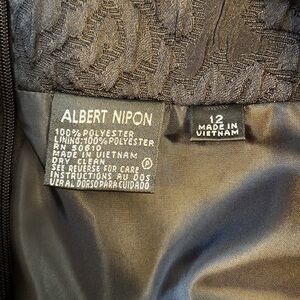 ALBERT NIPON
100% POLYESTER
LINING:100% POLYESTER
RN 50610
MADE IN VIETNAM
DRY CLEAN P
SEE REVERSE FOR CARE
INSTRUCTIONS AU DOS
VER AL DORSO PARA CUIDADO
12
MADE IN
VIETNAM